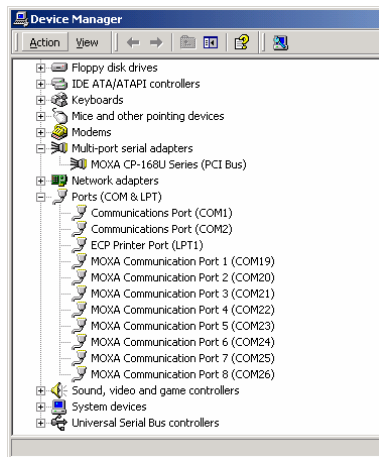 Device Manager
Action View
Floppy disk drives
IDE ATA/ATAPI controllers
Keyboards
Mice and other pointing devices
Modems
Multi-port serial adapters
MOXA CP-168U Series (PCI Bus)
Network adapters
Ports (COM & LPT)
Communications Port (COM1)
Communications Port (COM2)
ECP Printer Port (LPT1)
MOXA Communication Port 1 (COM19)
MOXA Communication Port 2 (COM20)
MOXA Communication Port 3 (COM21)
MOXA Communication Port 4 (COM22)
MOXA Communication Port 5 (COM23)
MOXA Communication Port 6 (COM24)
MOXA Communication Port 7 (COM25)
MOXA Communication Port 8 (COM26)
Sound, video and game controllers
System devices
Universal Serial Bus controllers